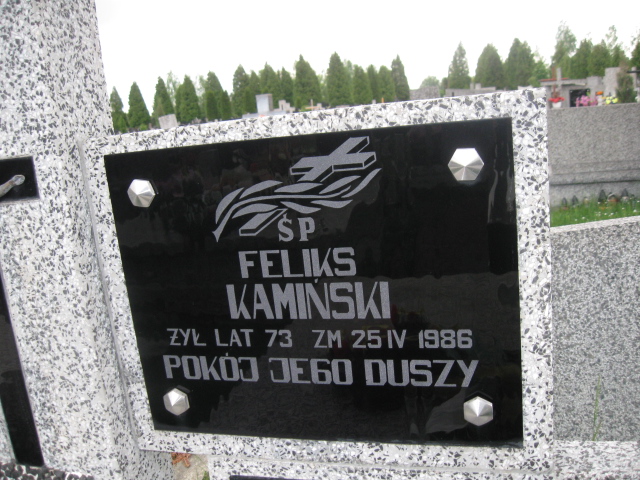 ŚP
FELIKS
KAMIŃSKI
ŻYŁ LAT 73 ZM 25 IV 1986
POKÓJ JEGO DUSZY